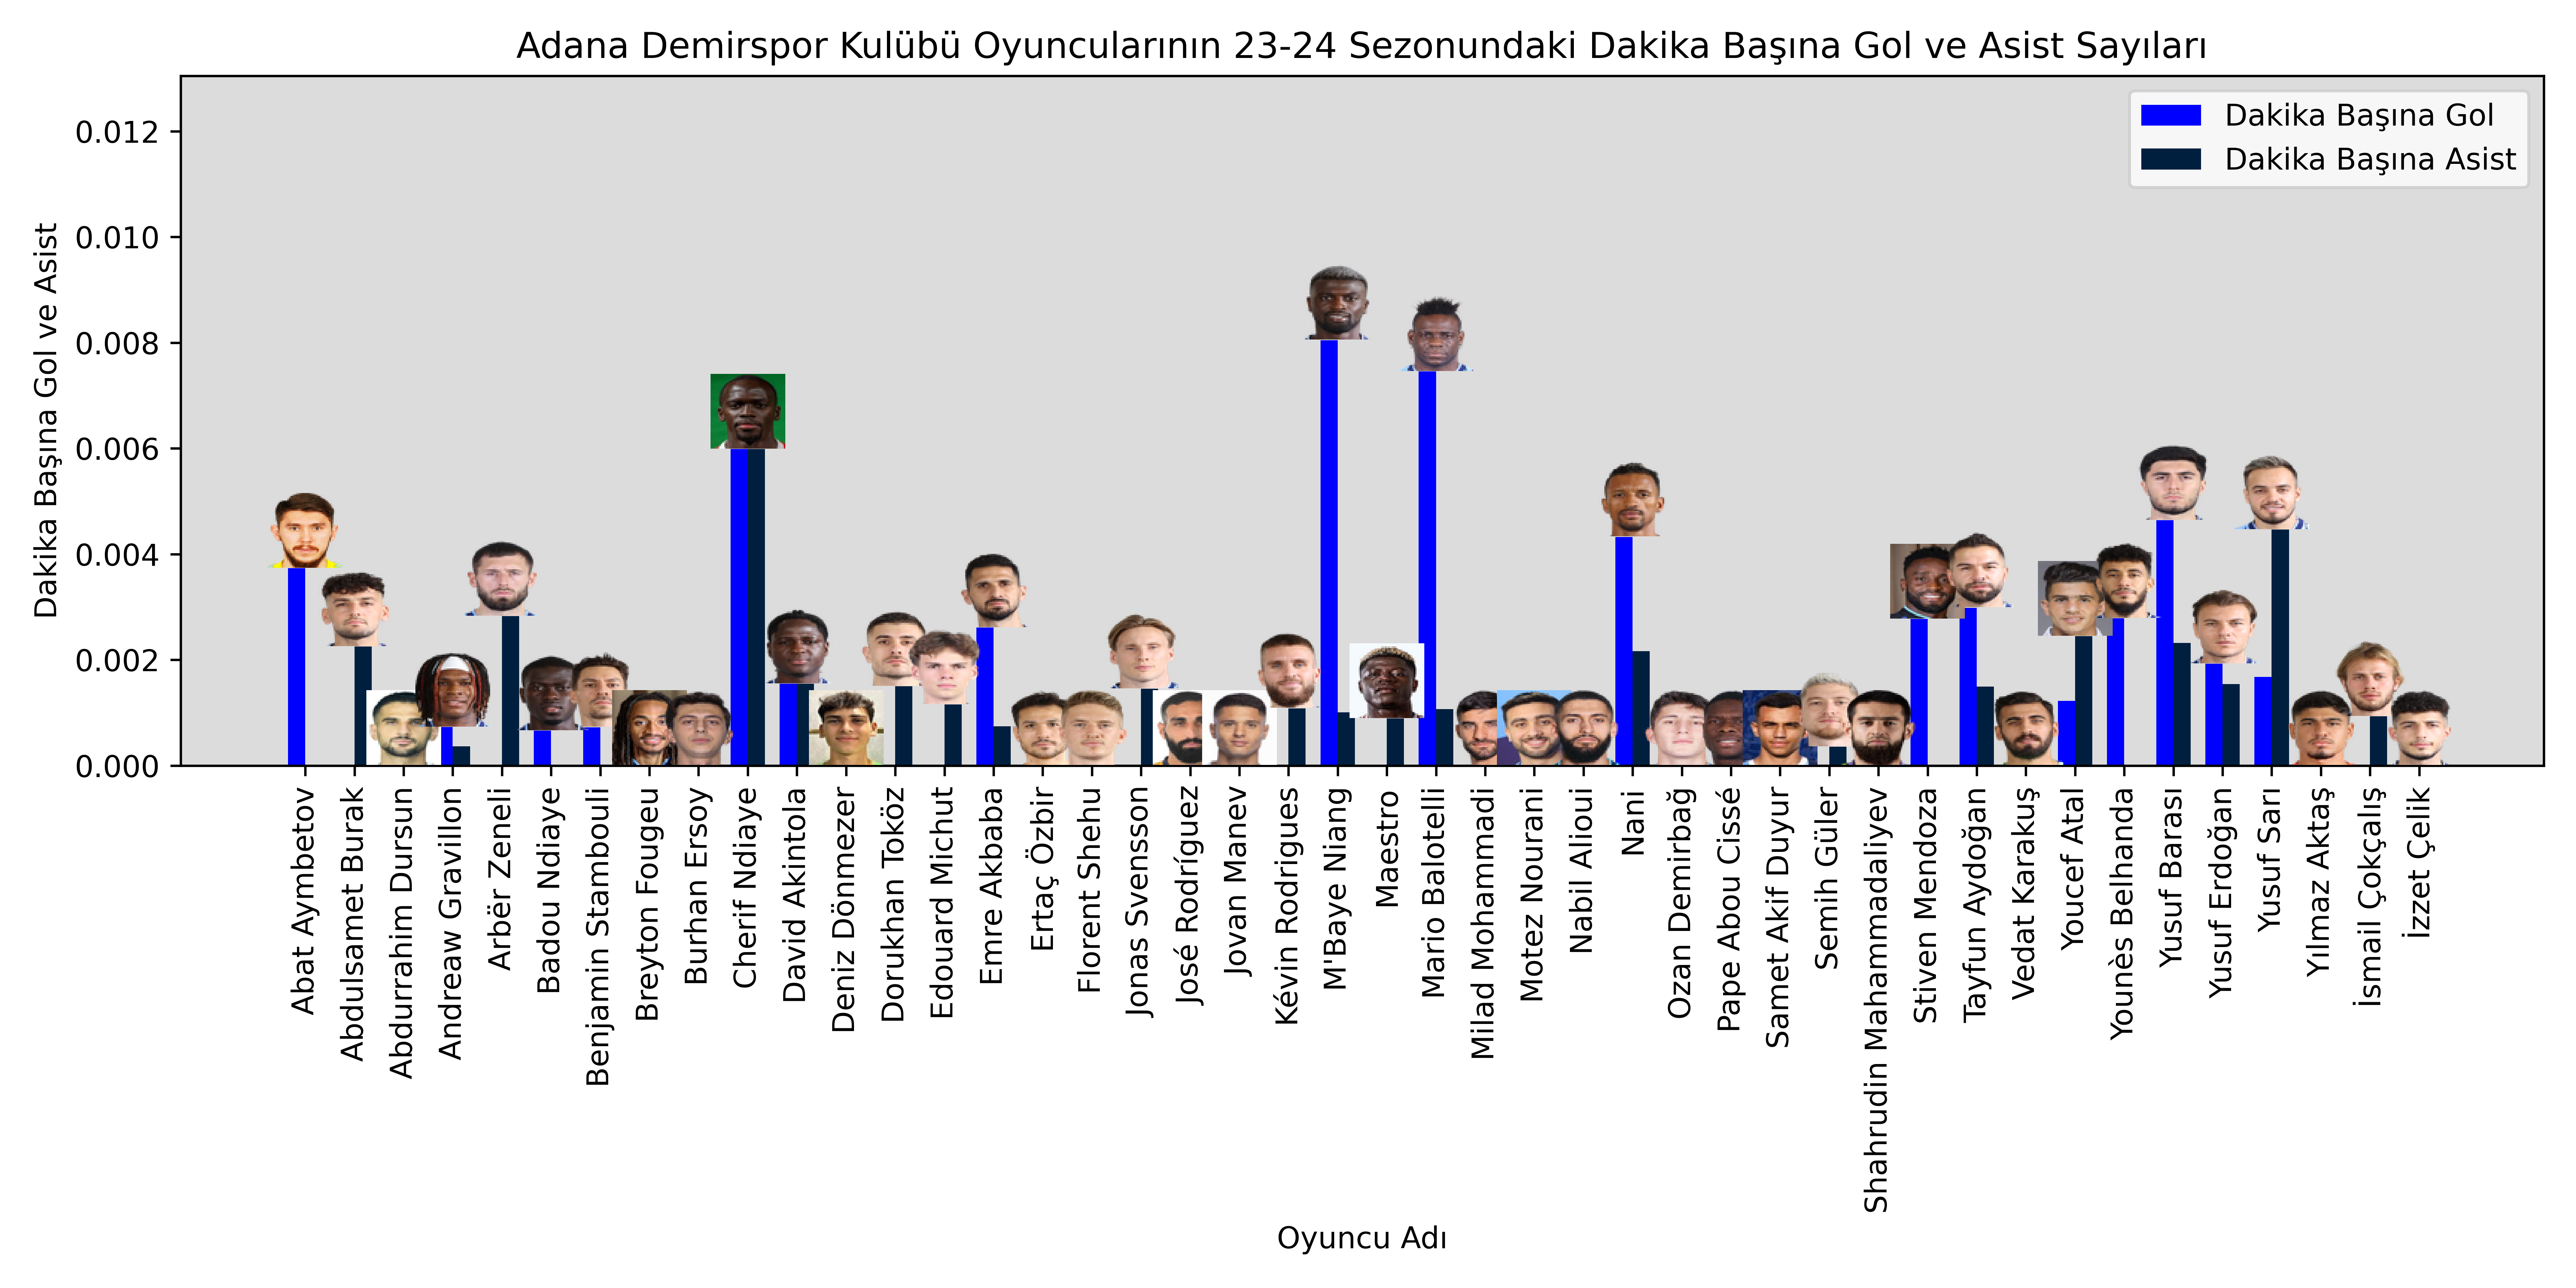 Adana Demirspor Kulübü Oyuncularının 23-24 Sezonundaki Dakika Başına Gol ve Asist Sayıları
Dakika Başına Gol
Dakika Başına Asist
Dakika Başına Gol ve Asist
0.012
0.010
0.008
0.006
0.004
0.002
0.000
Abat Aymbetov
Abdulsamet Burak
Abdurrahim Dursun
Andreaw Gravillon
Arbër Zeneli
Badou Ndiaye
Benjamin Stambouli
Breyton Fougeu
Burhan Ersoy
Cherif Ndiaye
David Akintola
Deniz Dönmezer
Dorukhan Toköz
Edouard Michut
Emre Akbaba
Ertaç Özbir
Florent Shehu
Jonas Svensson
José Rodríguez
Jovan Manev
Kévin Rodrigues
M'Baye Niang
Maestro
Mario Balotelli
Milad Mohammadi
Motez Nourani
Nabil Alioui
Nani
Ozan Demirbağ
Pape Abou Cissé
Samet Akif Duyur
Semih Güler
Shahrudin Mahammadaliyev
Stiven Mendoza
Tayfun Aydoğan
Vedat Karakuş
Youcef Atal
Younès Belhanda
Yusuf Barası
Yusuf Erdoğan
Yusuf Sarı
Yılmaz Aktaş
İsmail Çokçalış
İzzet Çelik
Oyuncu Adı